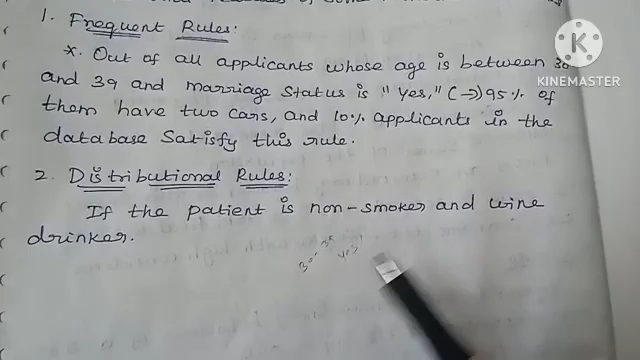 1. Frequent Rules:
*. Out of all applicants whose age is between 30
and 39 and marriage status is "Yes," (->) 95% of
them have two cars, and 10% applicants in the
database satisfy this rule.
2. Distributional Rules:
If the patient is non-smoker and wine
drinker.
yes
KINEMASTER